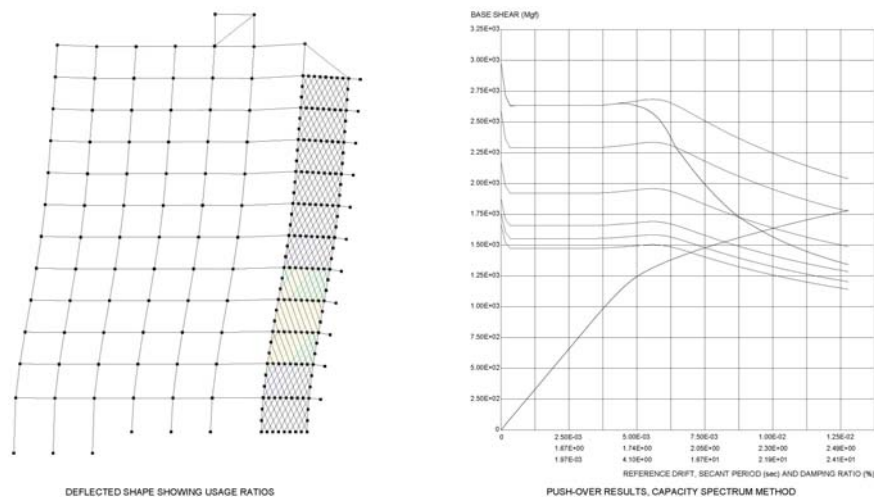 BASE SHEAR (Mgf)
3.25E+03
3.00E+03
2.75E+03
2.50E+03
2.25E+03
2.00E+03
1.75E+03
1.50E+03
1.25E+03
1.00E+03
7.50E+02
5.00E+02
2.50E+02
0
0 2.50E-03 5.00E-03 7.50E-03 1.00E-02 1.25E-02
1.67E+00 1.74E+00 2.05E+00 2.30E+00 2.49E+00
1.97E-03 4.10E+00 1.67E+01 2.19E+01 2.41E+01
REFERENCE DRIFT, SECANT PERIOD (sec) AND DAMPING RATIO (%)
DEFLECTED SHAPE SHOWING USAGE RATIOS
PUSH-OVER RESULTS, CAPACITY SPECTRUM METHOD